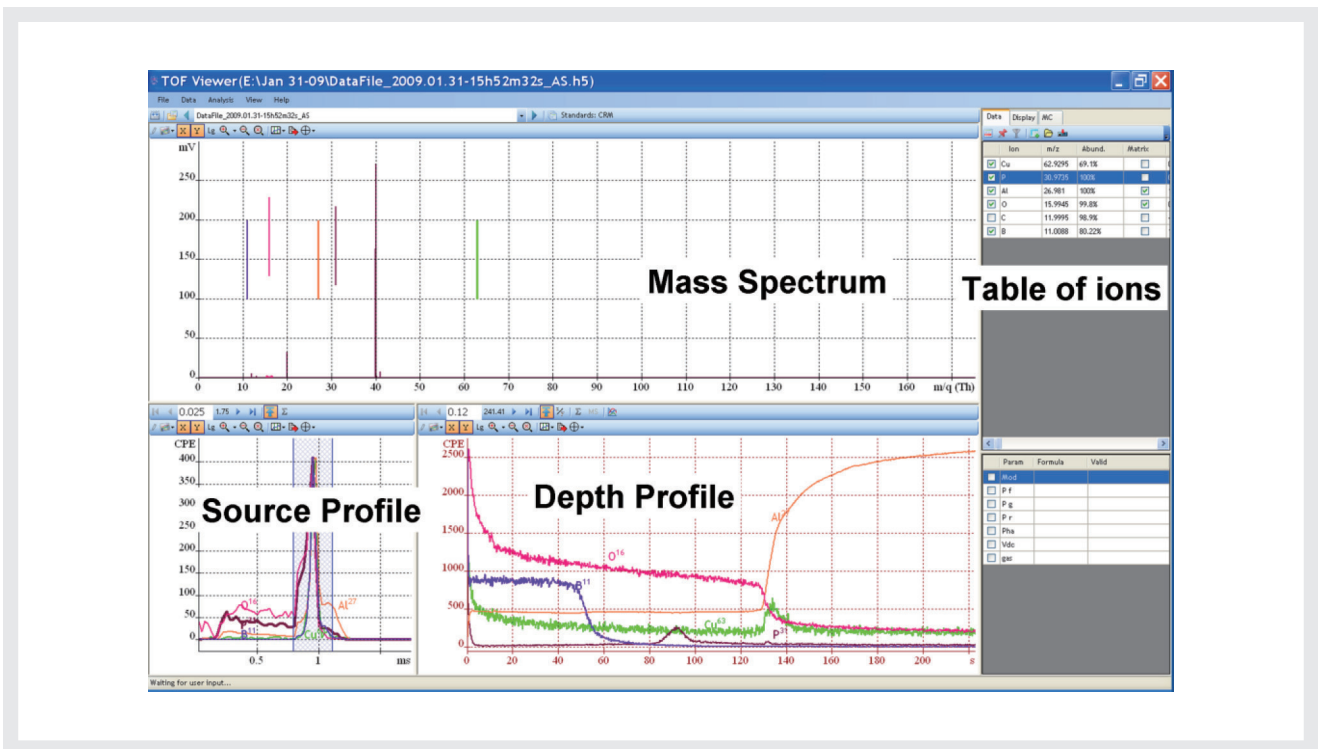 TOF Viewer(E:\Jan 31-09\DataFile_2009.01.31-15h52m32s_AS.h5)
File Data Analysis View Help
DataFile_2009.01.31-15h52m32s_AS Standards: CRM
X Y Lg
mV
250
200
150
100
50
0
0 10 20 30 40 50 60 70 80 90 100 110 120 130 140 150 160 m/q (Th)
Mass Spectrum
Data Display MC
Ion m/z Abund. Matric
Cu 62.9295 69.1%
P 30.9735 100%
Al 26.981 100%
O 15.9945 99.8%
C 11.9995 98.9%
B 11.0088 80.22%
Table of ions
0.025 1.75 Σ
X Y Lg
CPE
400
350
300
250
200
150
100
50
0
0.5 1 ms
Source Profile
O16
B11
Cu
Al27
0.12 241.41 Σ
X Y Lg
CPE
2500
2000
1500
1000
500
0
0 20 40 60 80 100 120 140 160 180 200 s
Depth Profile
Al
O16
B11
Cu63
P31
Param Formula Valid
Mod
P f
P g
P r
Pha
Vdc
gas
Waiting for user input...